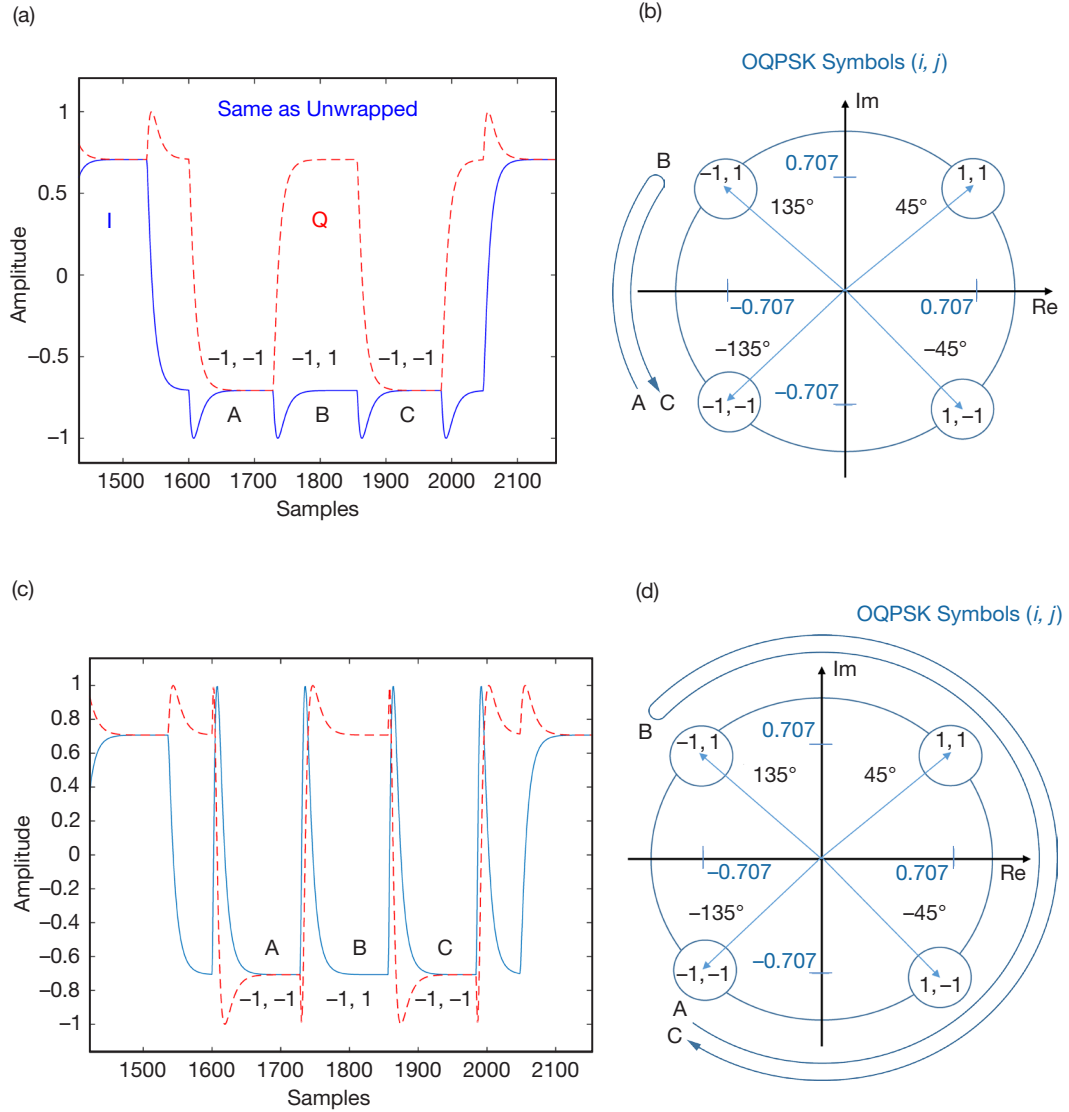 (a)
Same as Unwrapped
1
0.5
0
−0.5
−1
Amplitude
I
Q
−1, −1
−1, 1
−1, −1
A
B
C
1500 1600 1700 1800 1900 2000 2100
Samples
(b)
OQPSK Symbols (i, j)
Im
B
−1, 1
0.707
1, 1
135°
45°
−0.707
0.707
Re
−135°
−45°
−0.707
−1, −1
1, −1
A C
(c)
1
0.8
0.6
0.4
0.2
0
−0.2
−0.4
−0.6
−0.8
−1
Amplitude
A
B
C
−1, −1
−1, 1
−1, −1
1500 1600 1700 1800 1900 2000 2100
Samples
(d)
OQPSK Symbols (i, j)
Im
B
−1, 1
0.707
1, 1
135°
45°
−0.707
0.707
Re
−135°
−45°
−0.707
−1, −1
1, −1
A
C